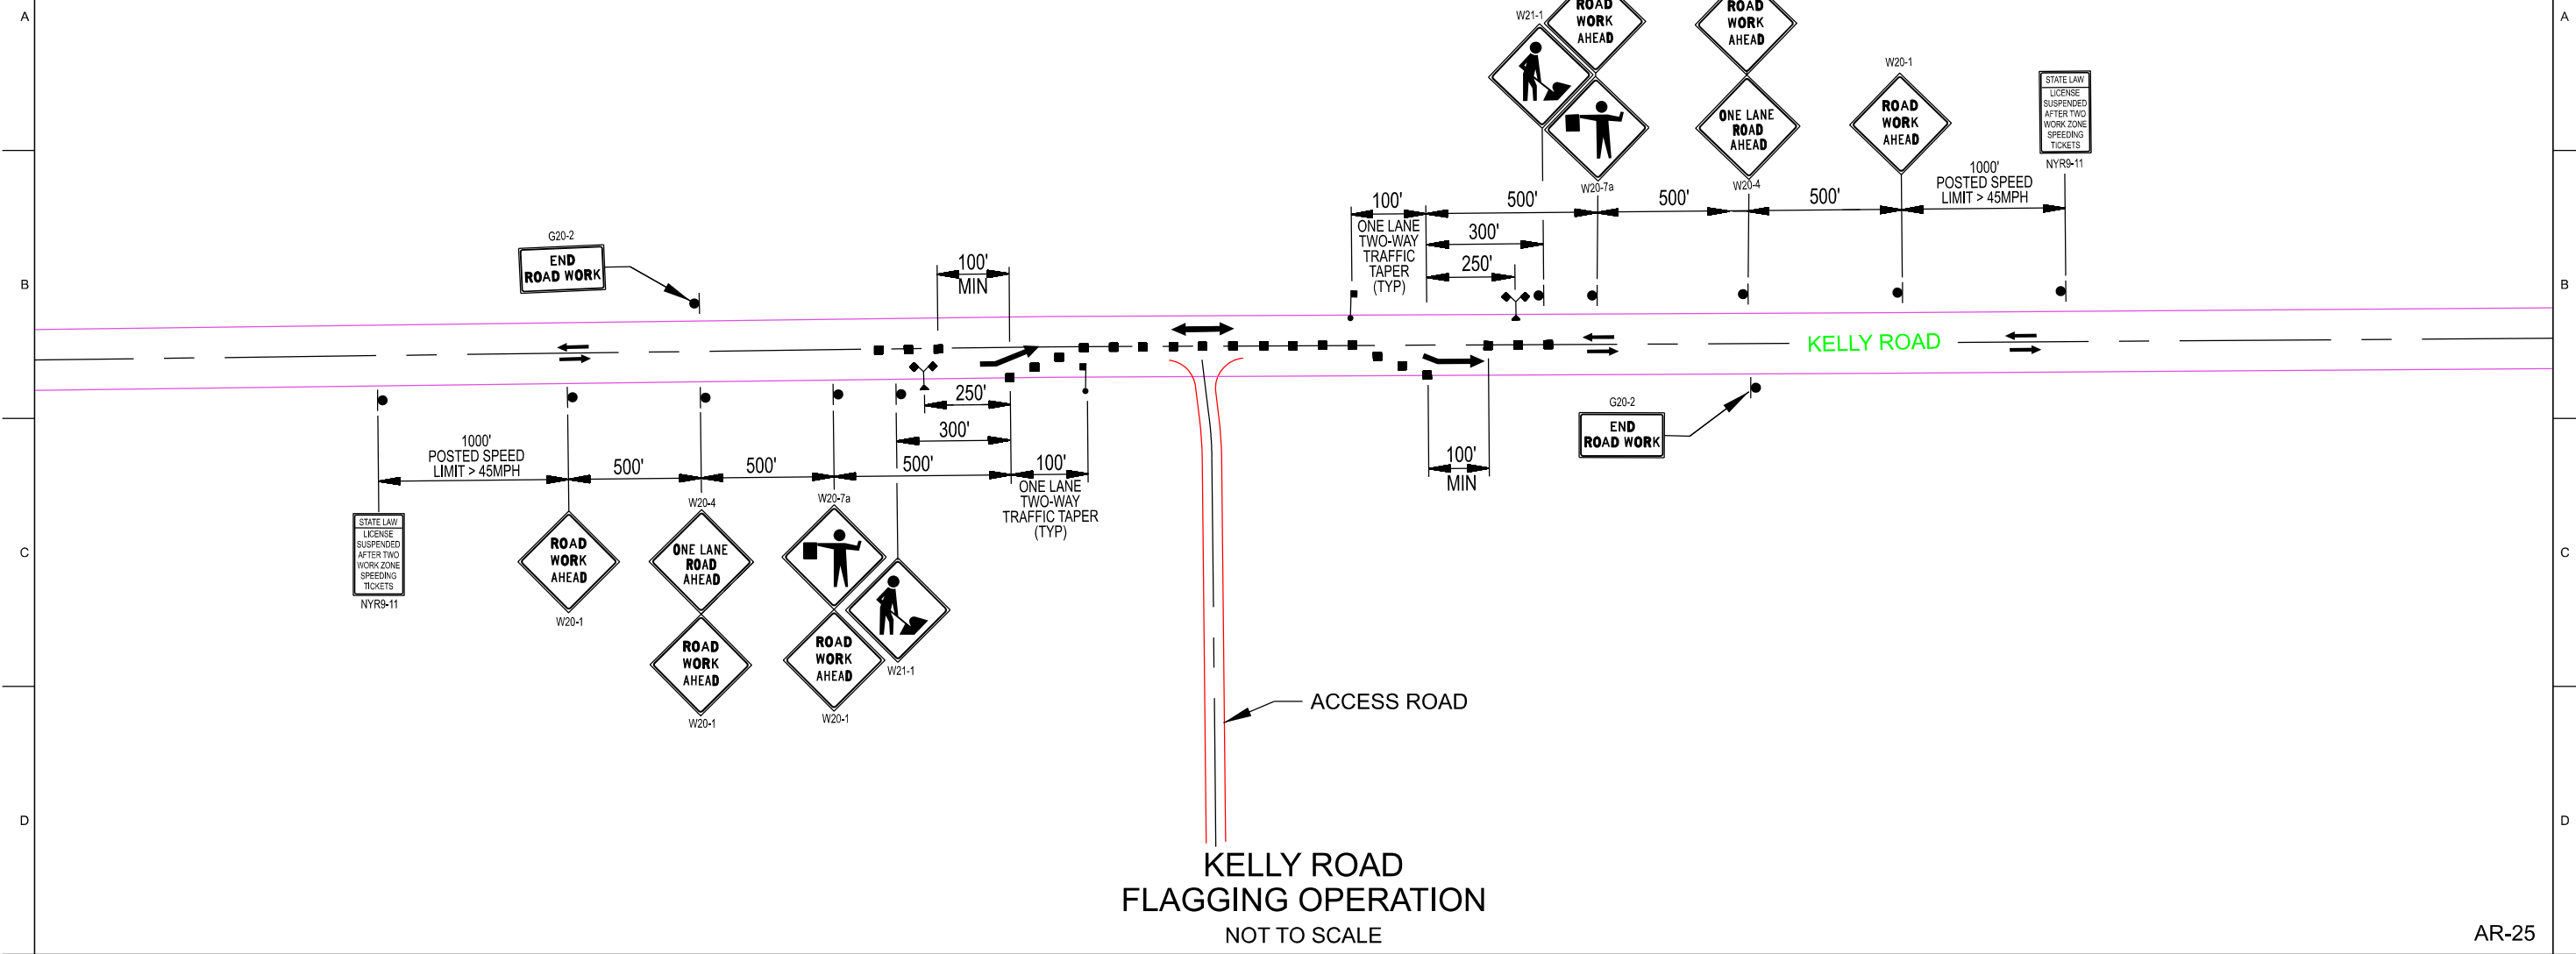 A
A
W21-1
ROAD
WORK
AHEAD
ROAD
WORK
AHEAD
W20-1
ROAD
WORK
AHEAD
STATE LAW
LICENSE
SUSPENDED
AFTER TWO
WORK ZONE
SPEEDING
TICKETS
NYR9-11
ONE LANE
ROAD
AHEAD
W20-7a
W20-4
1000'
POSTED SPEED
LIMIT > 45MPH
100'
500'
500'
500'
ONE LANE
TWO-WAY
TRAFFIC
TAPER
(TYP)
300'
250'
G20-2
END
ROAD WORK
100'
MIN
B
B
KELLY ROAD
250'
300'
1000'
POSTED SPEED
LIMIT > 45MPH
500'
500'
500'
100'
ONE LANE
TWO-WAY
TRAFFIC TAPER
(TYP)
G20-2
END
ROAD WORK
100'
MIN
W20-4
W20-7a
STATE LAW
LICENSE
SUSPENDED
AFTER TWO
WORK ZONE
SPEEDING
TICKETS
NYR9-11
ROAD
WORK
AHEAD
W20-1
ONE LANE
ROAD
AHEAD
C
C
ROAD
WORK
AHEAD
W20-1
ROAD
WORK
AHEAD
W20-1
W21-1
ACCESS ROAD
D
D
KELLY ROAD
FLAGGING OPERATION
NOT TO SCALE
AR-25